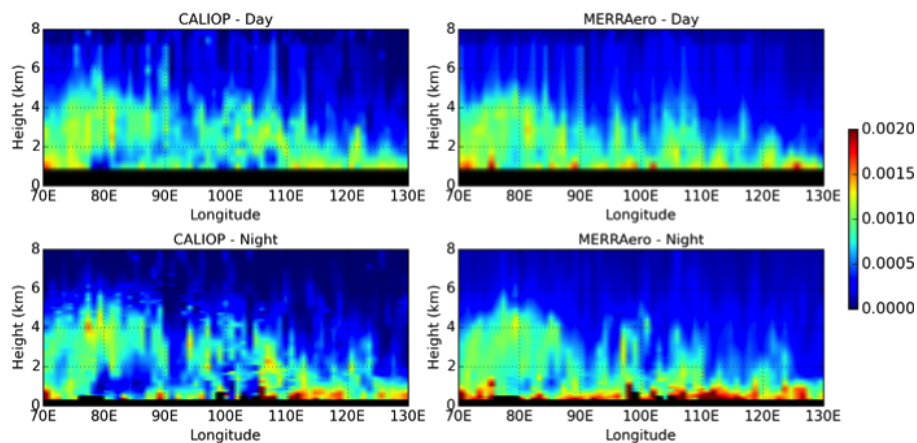 CALIOP - Day
MERRAero - Day
8
6
4
2
0
Height (km)
70E 80E 90E 100E 110E 120E 130E
Longitude
8
6
4
2
0
Height (km)
70E 80E 90E 100E 110E 120E 130E
Longitude
CALIOP - Night
MERRAero - Night
8
6
4
2
0
Height (km)
70E 80E 90E 100E 110E 120E 130E
Longitude
8
6
4
2
0
Height (km)
70E 80E 90E 100E 110E 120E 130E
Longitude
0.0020
0.0015
0.0010
0.0005
0.0000